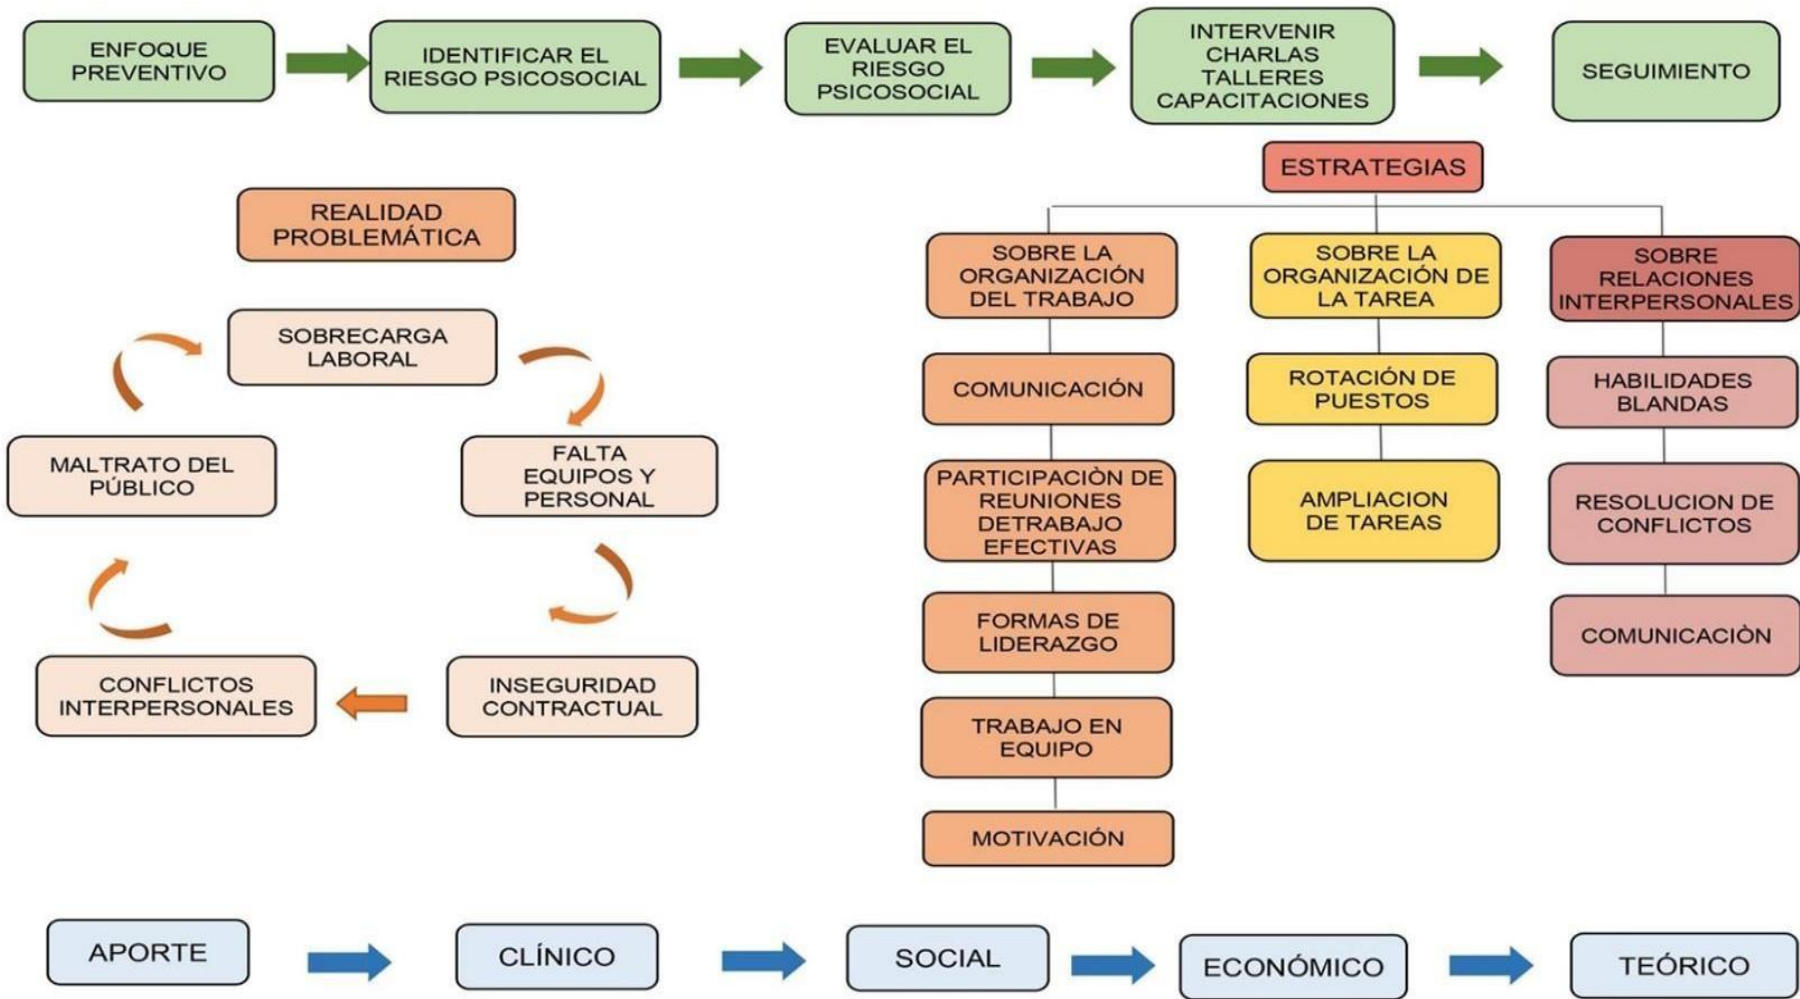 ENFOQUE
PREVENTIVO
IDENTIFICAR EL
RIESGO PSICOSOCIAL
EVALUAR EL
RIESGO
PSICOSOCIAL
INTERVENIR
CHARLAS
TALLERES
CAPACITACIONES
SEGUIMIENTO
REALIDAD
PROBLEMÁTICA
SOBRECARGA
LABORAL
FALTA
EQUIPOS Y
PERSONAL
INSEGURIDAD
CONTRACTUAL
CONFLICTOS
INTERPERSONALES
MALTRATO DEL
PÚBLICO
ESTRATEGIAS
SOBRE LA
ORGANIZACIÓN
DEL TRABAJO
COMUNICACIÓN
PARTICIPACIÒN DE
REUNIONES
DETRABAJO
EFECTIVAS
FORMAS DE
LIDERAZGO
TRABAJO EN
EQUIPO
MOTIVACIÓN
SOBRE LA
ORGANIZACIÓN DE
LA TAREA
ROTACIÓN DE
PUESTOS
AMPLIACION
DE TAREAS
SOBRE
RELACIONES
INTERPERSONALES
HABILIDADES
BLANDAS
RESOLUCION DE
CONFLICTOS
COMUNICACIÒN
APORTE
CLÍNICO
SOCIAL
ECONÓMICO
TEÓRICO